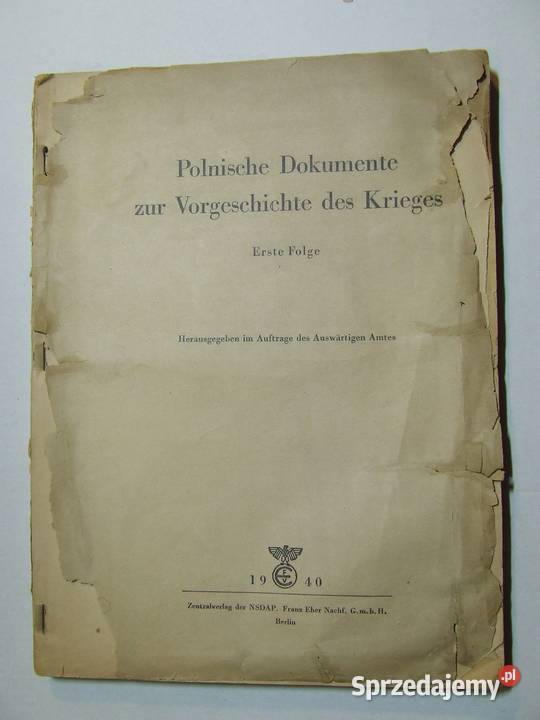 Polnische Dokumente
zur Vorgeschichte des Krieges
Erste Folge
Herausgegeben im Auftrage des Auswärtigen Amtes
19 40
Zentralverlag der NSDAP. Franz Eher Nachf. G.m.b.H.
Berlin
Sprzedajemy.pl